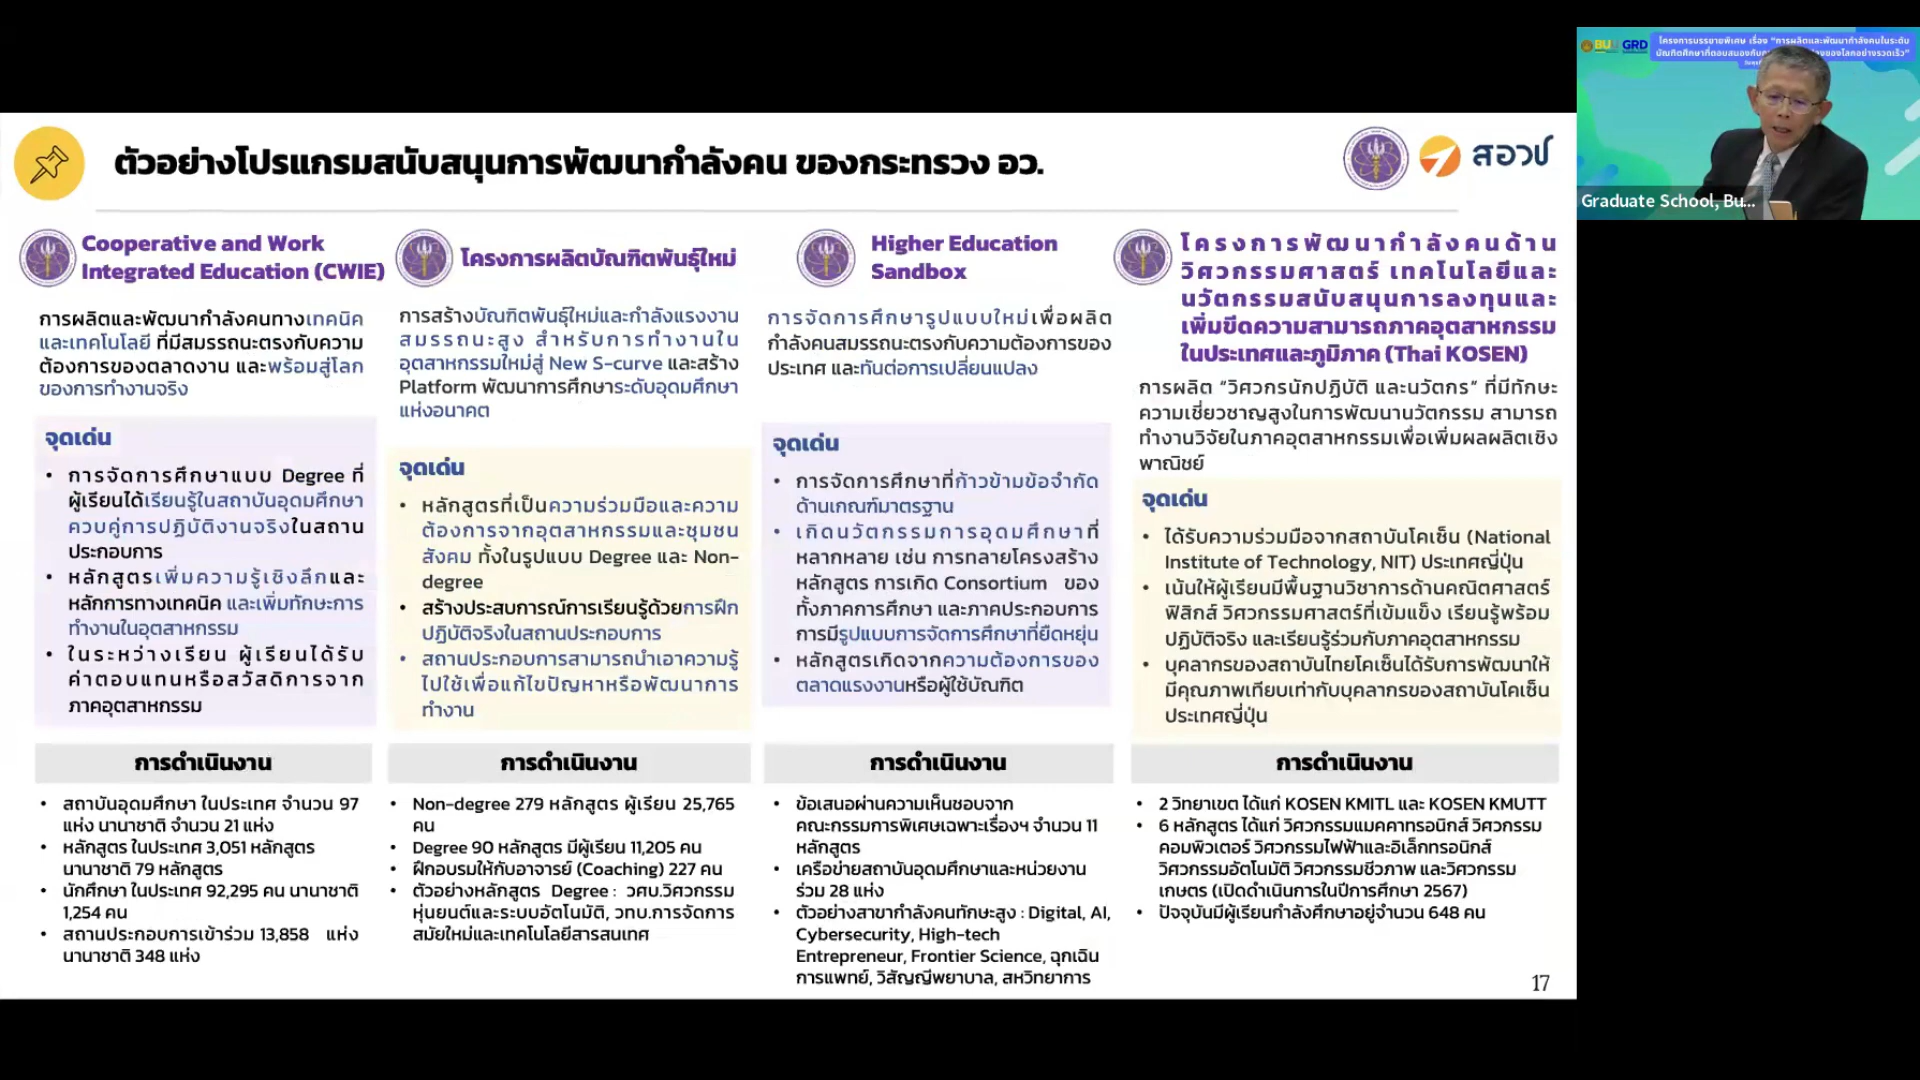 ตัวอย่างโปรแกรมสนับสนุนการพัฒนากำลังคน ของกระทรวง อว.
สอวช
Cooperative and Work
Integrated Education (CWIE)
การผลิตและพัฒนากำลังคนทางเทคนิค
และเทคโนโลยี ที่มีสมรรถนะตรงกับความ
ต้องการของตลาดงาน และพร้อมสู่โลก
ของการทำงานจริง
จุดเด่น
• การจัดการศึกษาแบบ Degree ที่
ผู้เรียนได้เรียนรู้ในสถาบันอุดมศึกษา
ควบคู่การปฏิบัติงานจริงในสถาน
ประกอบการ
• หลักสูตรเพิ่มความรู้เชิงลึกและ
หลักการทางเทคนิค และเพิ่มทักษะการ
ทำงานในอุตสาหกรรม
• ในระหว่างเรียน ผู้เรียนได้รับ
ค่าตอบแทนหรือสวัสดิการจาก
ภาคอุตสาหกรรม
การดำเนินงาน
• สถาบันอุดมศึกษา ในประเทศ จำนวน 97
แห่ง นานาชาติ จำนวน 21 แห่ง
• หลักสูตร ในประเทศ 3,051 หลักสูตร
นานาชาติ 79 หลักสูตร
• นักศึกษา ในประเทศ 92,295 คน นานาชาติ
1,254 คน
• สถานประกอบการเข้าร่วม 13,858 แห่ง
นานาชาติ 348 แห่ง
โครงการผลิตบัณฑิตพันธุ์ใหม่
การสร้างบัณฑิตพันธุ์ใหม่และกำลังแรงงาน
สมรรถนะสูง สำหรับการทำงานใน
อุตสาหกรรมใหม่สู่ New S-curve และสร้าง
Platform พัฒนาการศึกษาระดับอุดมศึกษา
แห่งอนาคต
จุดเด่น
• หลักสูตรที่เป็นความร่วมมือและความ
ต้องการจากอุตสาหกรรมและชุมชน
สังคม ทั้งในรูปแบบ Degree และ Non-
degree
• สร้างประสบการณ์การเรียนรู้ด้วยการฝึก
ปฏิบัติจริงในสถานประกอบการ
• สถานประกอบการสามารถนำเอาความรู้
ไปใช้เพื่อแก้ไขปัญหาหรือพัฒนาการ
ทำงาน
การดำเนินงาน
• Non-degree 279 หลักสูตร ผู้เรียน 25,765
คน
• Degree 90 หลักสูตร มีผู้เรียน 11,205 คน
• ฝึกอบรมให้กับอาจารย์ (Coaching) 227 คน
• ตัวอย่างหลักสูตร Degree : วศบ.วิศวกรรม
หุ่นยนต์และระบบอัตโนมัติ, วทบ.การจัดการ
สมัยใหม่และเทคโนโลยีสารสนเทศ
Higher Education
Sandbox
การจัดการศึกษารูปแบบใหม่เพื่อผลิต
กำลังคนสมรรถนะตรงกับความต้องการของ
ประเทศ และทันต่อการเปลี่ยนแปลง
จุดเด่น
• การจัดการศึกษาที่ก้าวข้ามข้อจำกัด
ด้านเกณฑ์มาตรฐาน
• เกิดนวัตกรรมการอุดมศึกษาที่
หลากหลาย เช่น การทลายโครงสร้าง
หลักสูตร การเกิด Consortium ของ
ทั้งภาคการศึกษา และภาคประกอบการ
การมีรูปแบบการจัดการศึกษาที่ยืดหยุ่น
• หลักสูตรเกิดจากความต้องการของ
ตลาดแรงงานหรือผู้ใช้บัณฑิต
การดำเนินงาน
• ข้อเสนอผ่านความเห็นชอบจาก
คณะกรรมการพิเศษเฉพาะเรื่องฯ จำนวน 11
หลักสูตร
• เครือข่ายสถาบันอุดมศึกษาและหน่วยงาน
ร่วม 28 แห่ง
• ตัวอย่างสาขากำลังคนทักษะสูง : Digital, AI,
Cybersecurity, High-tech
Entrepreneur, Frontier Science, ฉุกเฉิน
การแพทย์, วิสัญญีพยาบาล, สหวิทยาการ
โครงการพัฒนากำลังคนด้าน
วิศวกรรมศาสตร์ เทคโนโลยีและ
นวัตกรรมสนับสนุนการลงทุนและ
เพิ่มขีดความสามารถภาคอุตสาหกรรม
ในประเทศและภูมิภาค (Thai KOSEN)
การผลิต “วิศวกรนักปฏิบัติ และนวัตกร” ที่มีทักษะ
ความเชี่ยวชาญสูงในการพัฒนานวัตกรรม สามารถ
ทำงานวิจัยในภาคอุตสาหกรรมเพื่อเพิ่มผลผลิตเชิง
พาณิชย์
จุดเด่น
• ได้รับความร่วมมือจากสถาบันโคเซ็น (National
Institute of Technology, NIT) ประเทศญี่ปุ่น
• เน้นให้ผู้เรียนมีพื้นฐานวิชาการด้านคณิตศาสตร์
ฟิสิกส์ วิศวกรรมศาสตร์ที่เข้มแข็ง เรียนรู้พร้อม
ปฏิบัติจริง และเรียนรู้ร่วมกับภาคอุตสาหกรรม
• บุคลากรของสถาบันไทยโคเซ็นได้รับการพัฒนาให้
มีคุณภาพเทียบเท่ากับบุคลากรของสถาบันโคเซ็น
ประเทศญี่ปุ่น
การดำเนินงาน
• 2 วิทยาเขต ได้แก่ KOSEN KMITL และ KOSEN KMUTT
• 6 หลักสูตร ได้แก่ วิศวกรรมแมคคาทรอนิกส์ วิศวกรรม
คอมพิวเตอร์ วิศวกรรมไฟฟ้าและอิเล็กทรอนิกส์
วิศวกรรมอัตโนมัติ วิศวกรรมชีวภาพ และวิศวกรรม
เกษตร (เปิดดำเนินการในปีการศึกษา 2567)
• ปัจจุบันมีผู้เรียนกำลังศึกษาอยู่จำนวน 648 คน
17
GRD
โครงการบรรยายพิเศษ เรื่อง “การผลิตและพัฒนากำลังคนในระดับ
Graduate School, Bu...